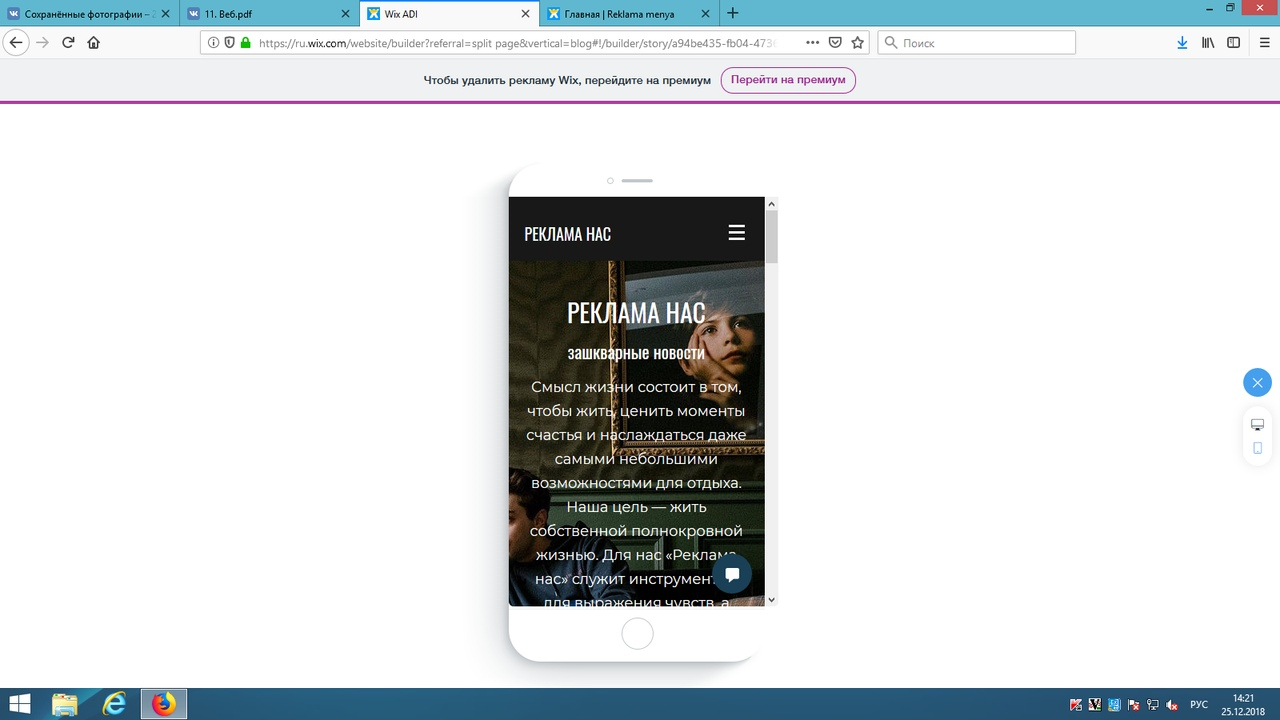 Сохранённые фотографии –
11. Веб.pdf
Wix ADI
Главная | Reklama menya
https://ru.wix.com/website/builder?referral=split page&vertical=blog#!/builder/story/a94be435-fb04-473
Поиск
Чтобы удалить рекламу Wix, перейдите на премиум
Перейти на премиум
РЕКЛАМА НАС
РЕКЛАМА НАС
зашкварные новости
Смысл жизни состоит в том,
чтобы жить, ценить моменты
счастья и наслаждаться даже
самыми небольшими
возможностями для отдыха.
Наша цель — жить
собственной полнокровной
жизнью. Для нас «Реклама
нас» служит инструмент
для выражения чувств, а
РУС
14:21
25.12.2018